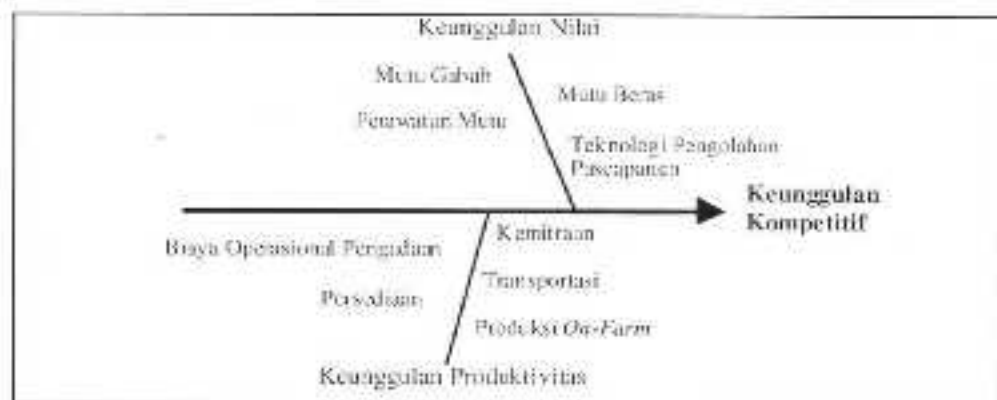 Keunggulan Nilai
Mutu Gabah
Mutu Beras
Perawatan Mutu
Teknologi Pengolahan
Pascapanen
Keunggulan
Kompetitif
Kemitraan
Biaya Operasional Pengadaan
Transportasi
Persediaan
Produksi On-Farm
Keunggulan Produktivitas